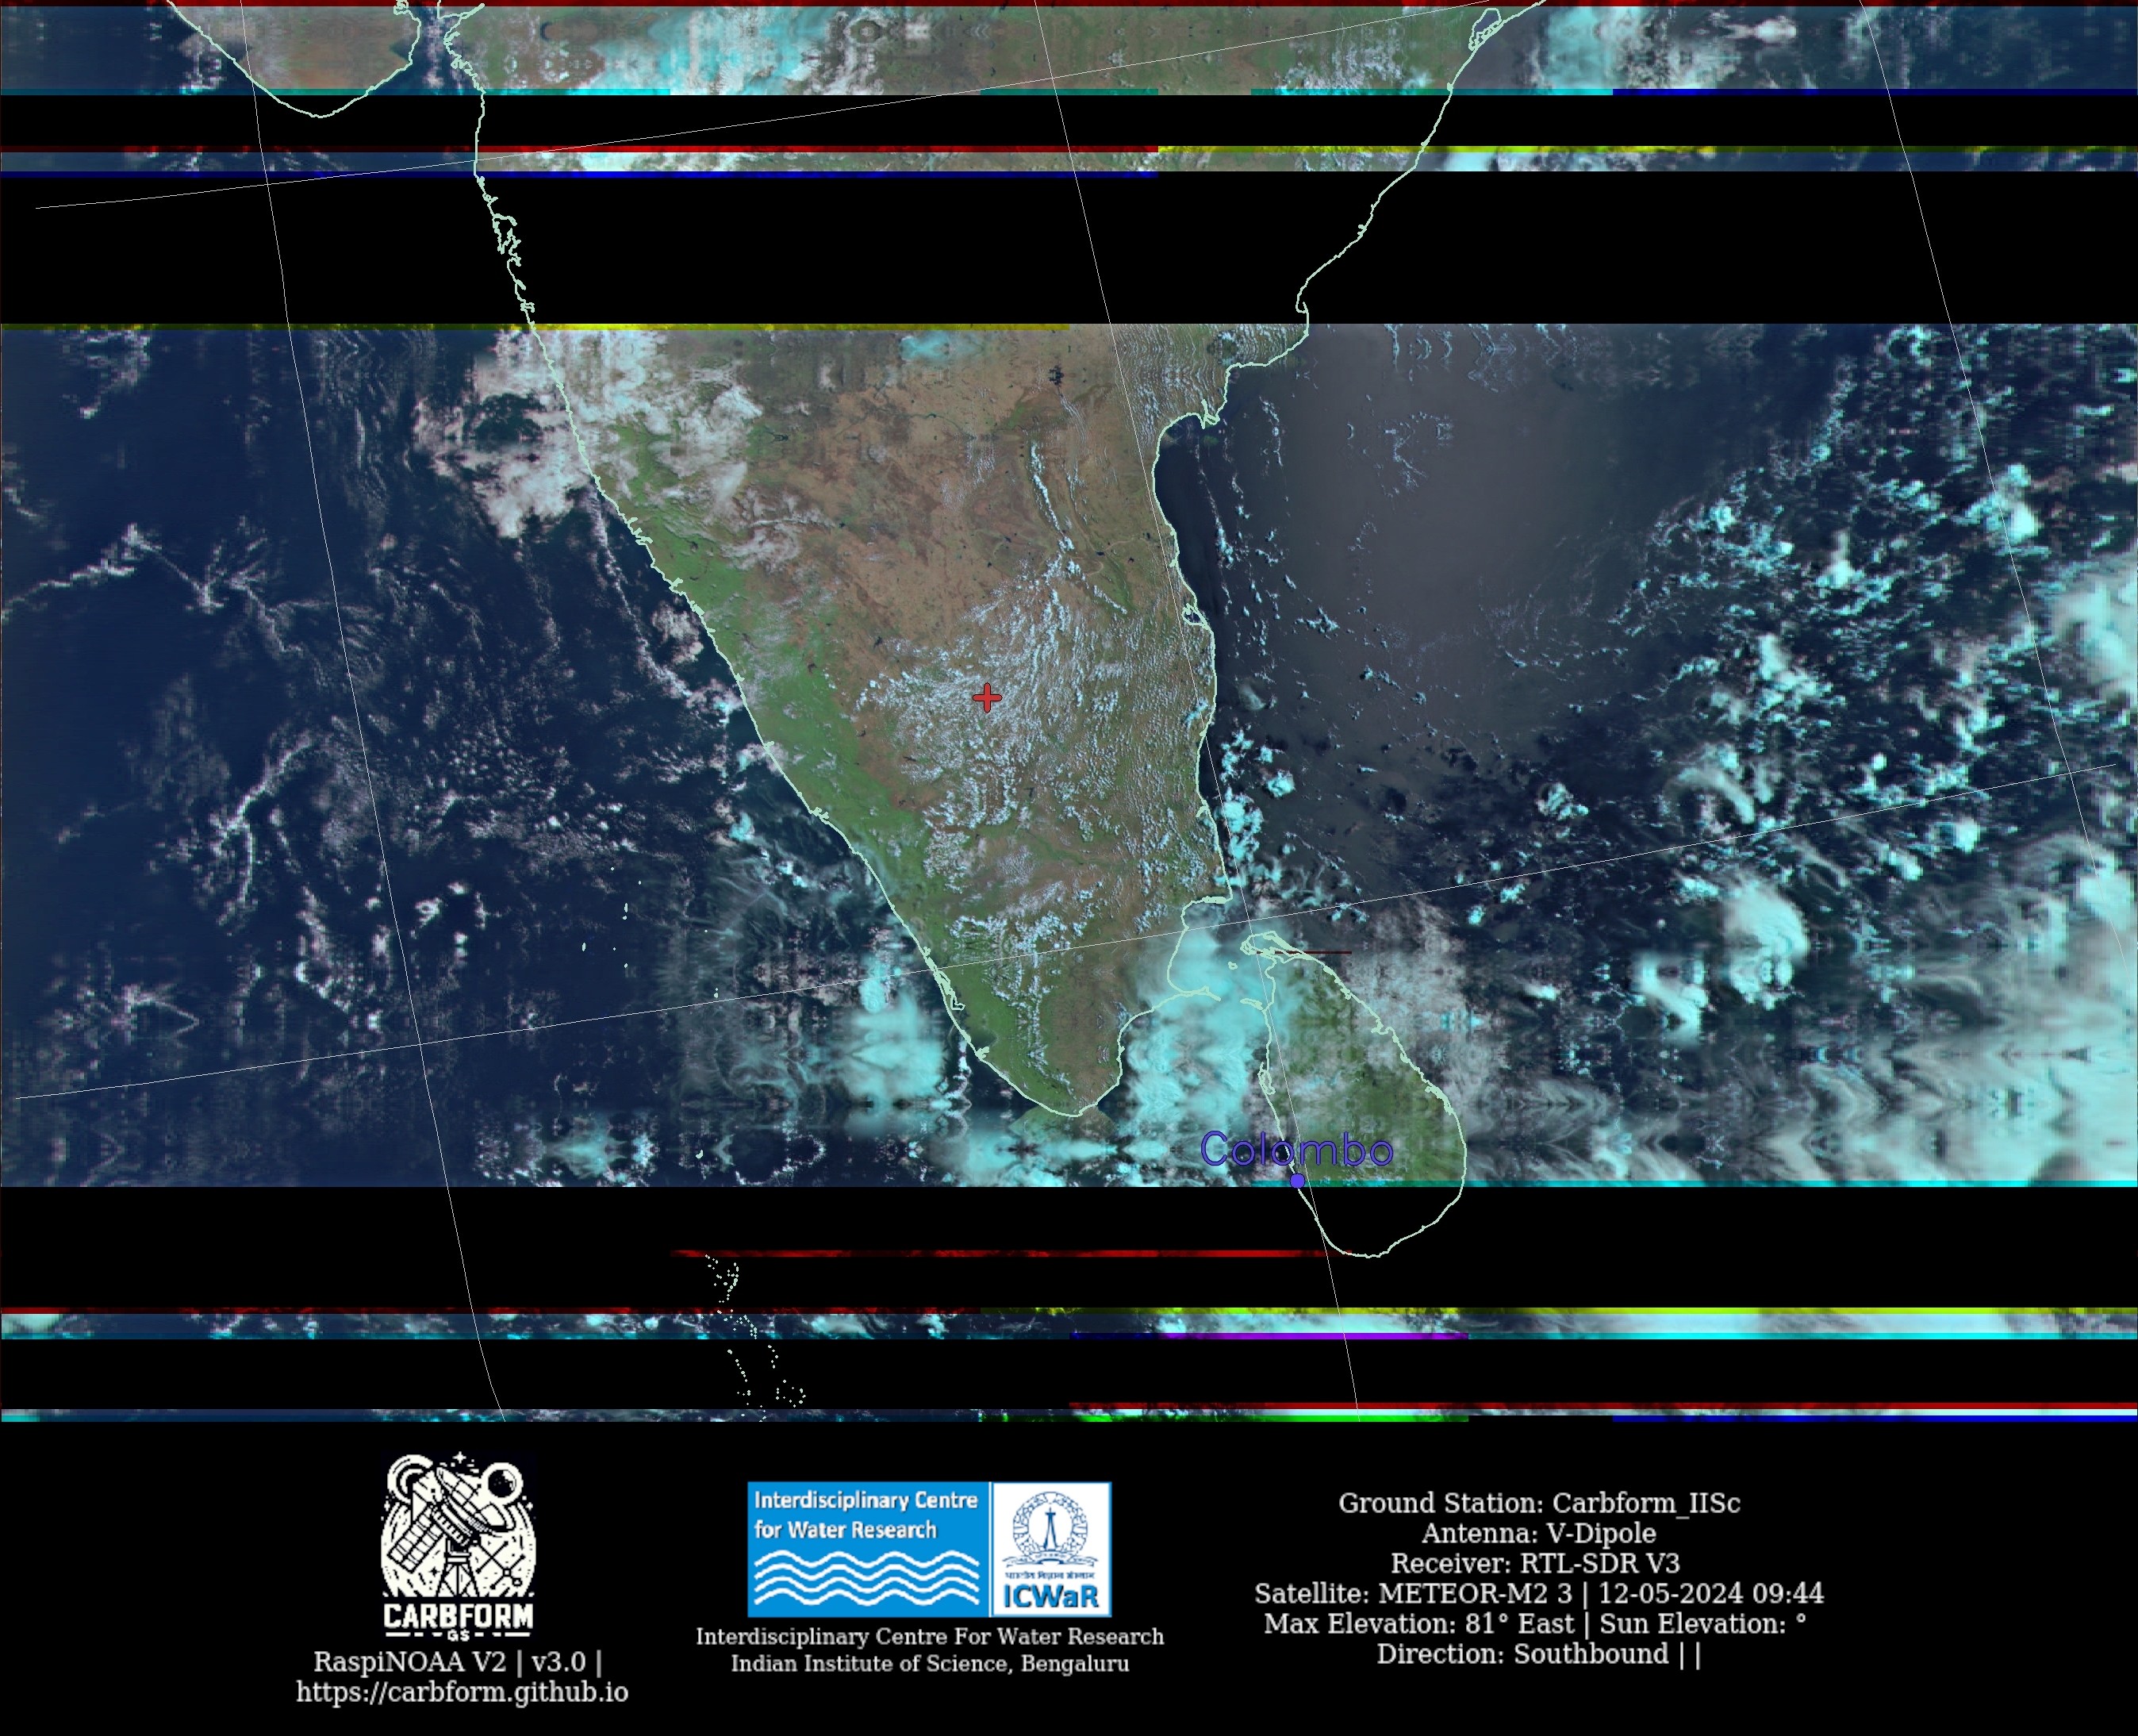 Colombo
CARBFORM
GS
RaspiNOAA V2 | v3.0 |
https://carbform.github.io
Interdisciplinary Centre
for Water Research
भारतीय विज्ञान संस्थान
ICWaR
Interdisciplinary Centre For Water Research
Indian Institute of Science, Bengaluru
Ground Station: Carbform_IISc
Antenna: V-Dipole
Receiver: RTL-SDR V3
Satellite: METEOR-M2 3 | 12-05-2024 09:44
Max Elevation: 81° East | Sun Elevation: °
Direction: Southbound | |